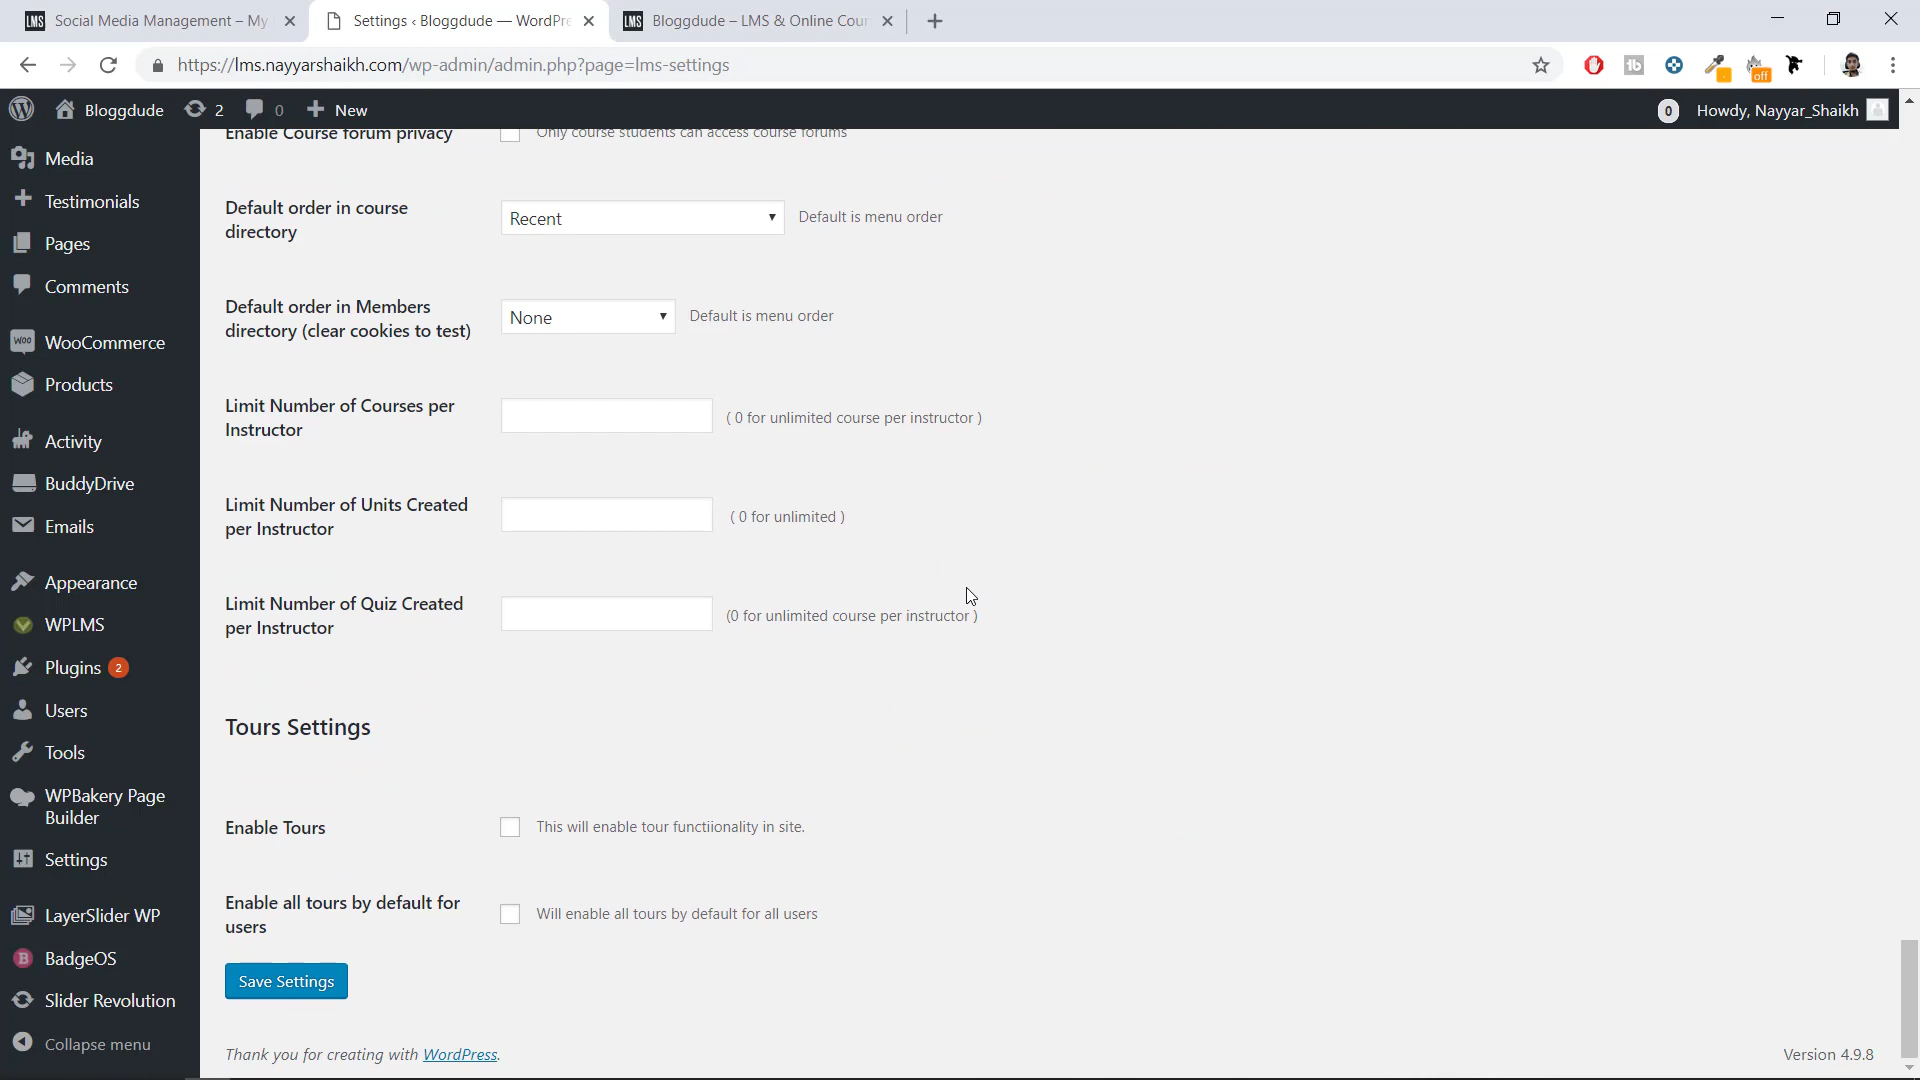 Social Media Management – My
Settings ‹ Bloggdude — WordPre
Bloggdude – LMS & Online Cour
https://lms.nayyarshaikh.com/wp-admin/admin.php?page=lms-settings
off
Bloggdude
2
0
New
0
Howdy, Nayyar_Shaikh
Media
Testimonials
Pages
Comments
WooCommerce
Products
Activity
BuddyDrive
Emails
Appearance
WPLMS
Plugins 2
Users
Tools
WPBakery Page
Builder
Settings
LayerSlider WP
BadgeOS
Slider Revolution
Collapse menu
Enable Course forum privacy
Only course students can access course forums
Default order in course
directory
Recent
Default is menu order
Default order in Members
directory (clear cookies to test)
None
Default is menu order
Limit Number of Courses per
Instructor
( 0 for unlimited course per instructor )
Limit Number of Units Created
per Instructor
( 0 for unlimited )
Limit Number of Quiz Created
per Instructor
(0 for unlimited course per instructor )
Tours Settings
Enable Tours
This will enable tour functiionality in site.
Enable all tours by default for
users
Will enable all tours by default for all users
Save Settings
Thank you for creating with WordPress.
Version 4.9.8